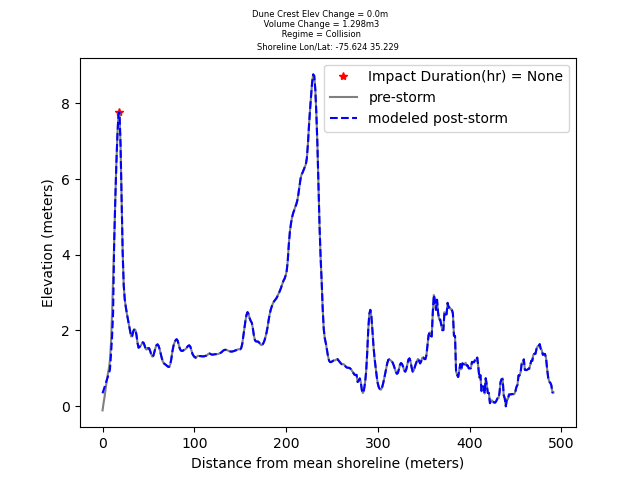 Dune Crest Elev Change = 0.0m
Volume Change = 1.298m3
Regime = Collision
Shoreline Lon/Lat: -75.624 35.229
Impact Duration(hr) = None
pre-storm
modeled post-storm
8
6
4
2
0
Elevation (meters)
0 100 200 300 400 500
Distance from mean shoreline (meters)